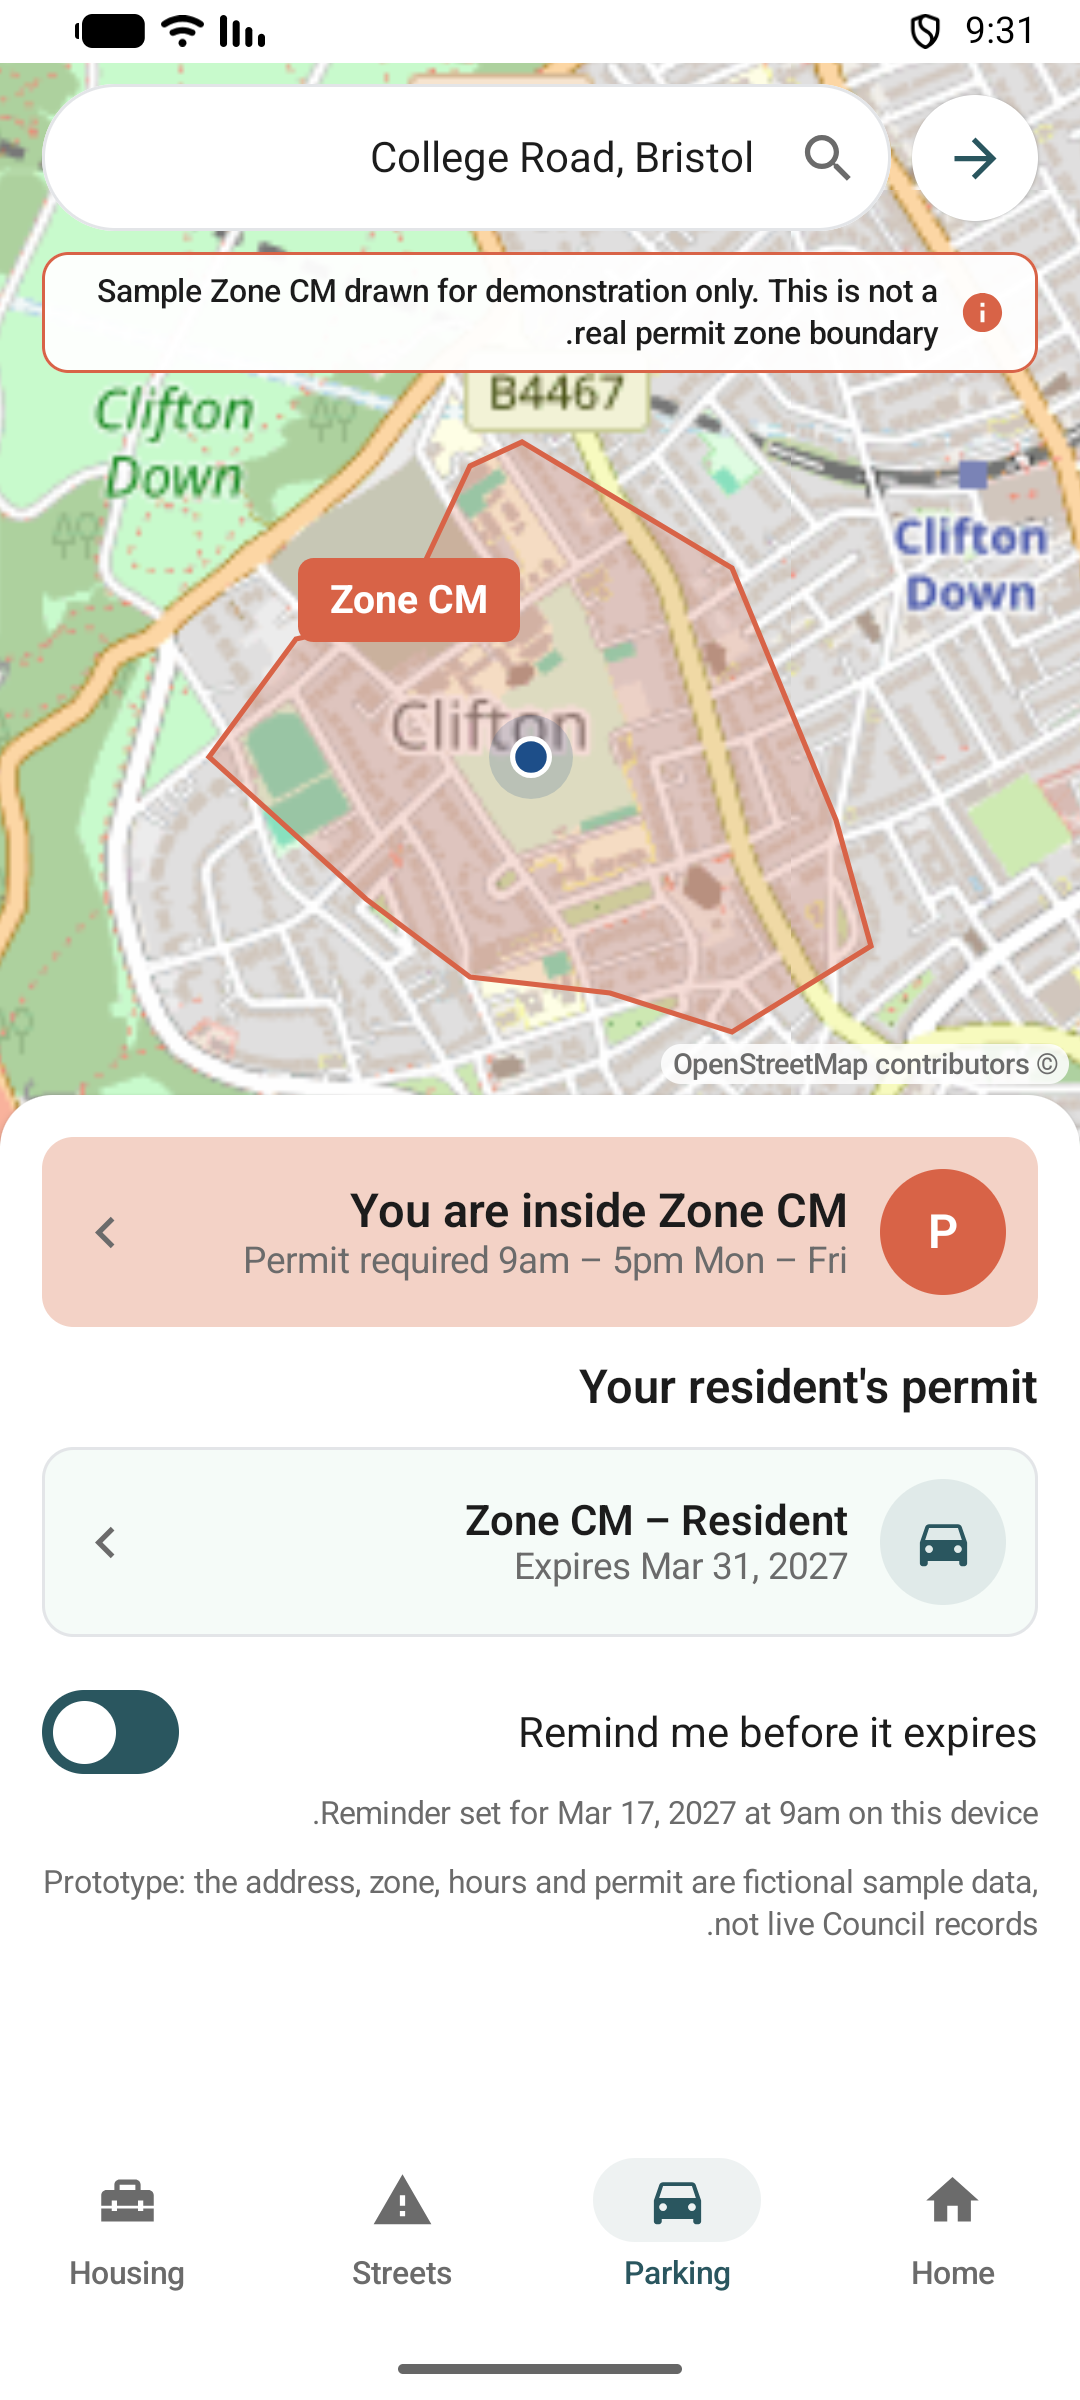 9:31
College Road, Bristol
Sample Zone CM drawn for demonstration only. This is not a
.real permit zone boundary
B4467
Clifton
Down
Clifton
Down
Zone CM
Clifton
OpenStreetMap contributors ©
P
You are inside Zone CM
Permit required 9am – 5pm Mon – Fri
Your resident's permit
Zone CM – Resident
Expires Mar 31, 2027
Remind me before it expires
.Reminder set for Mar 17, 2027 at 9am on this device
Prototype: the address, zone, hours and permit are fictional sample data,
.not live Council records
Housing
Streets
Parking
Home